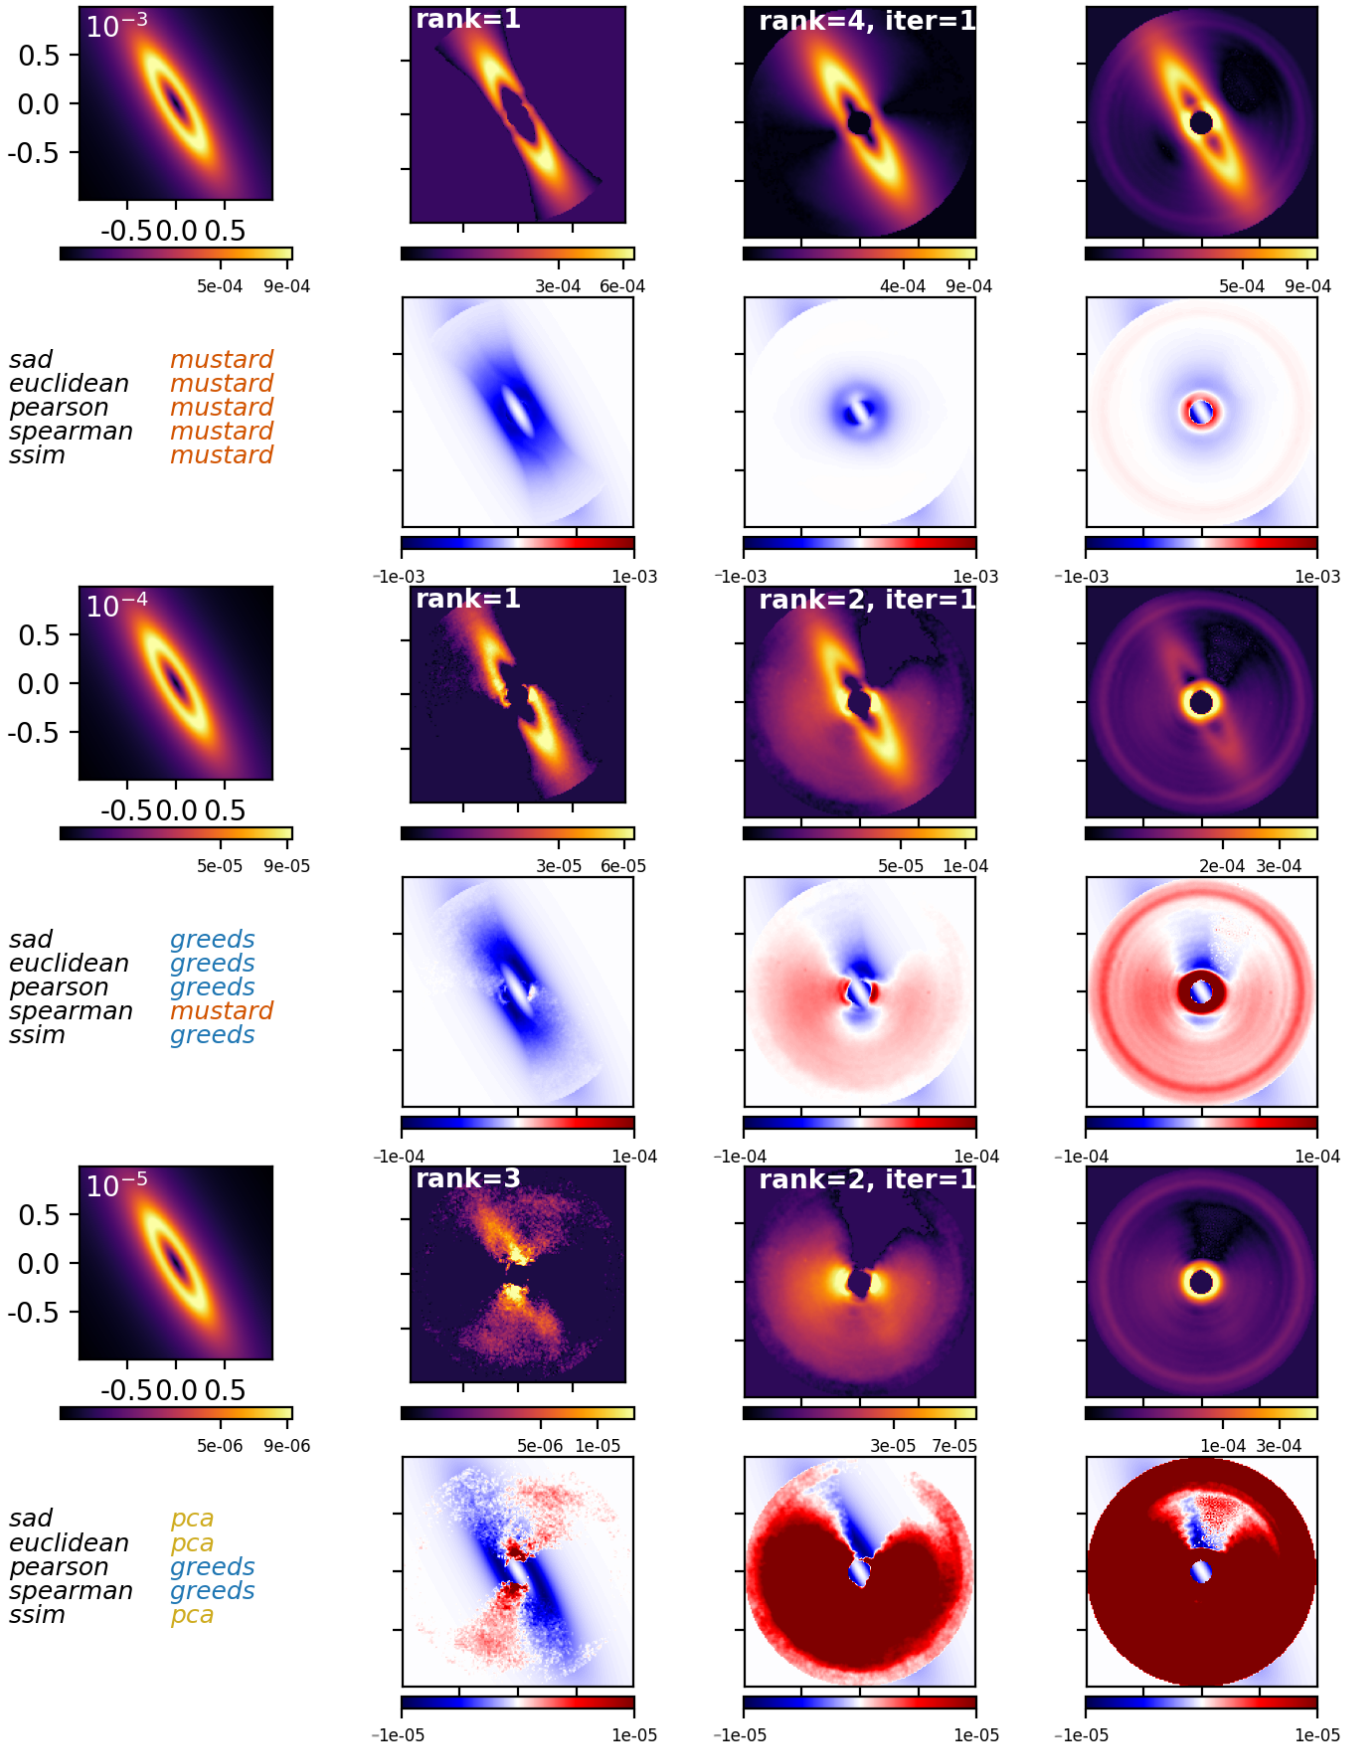 10⁻³
rank=1
rank=4, iter=1
0.5
0.0
-0.5
-0.5 0.0 0.5
5e-04 9e-04
3e-04 6e-04
4e-04 9e-04
5e-04 9e-04
sad mustard
euclidean mustard
pearson mustard
spearman mustard
ssim mustard
−1e-03 1e-03
−1e-03 1e-03
−1e-03 1e-03
10⁻⁴
rank=1
rank=2, iter=1
0.5
0.0
-0.5
-0.5 0.0 0.5
5e-05 9e-05
3e-05 6e-05
5e-05 1e-04
2e-04 3e-04
sad greeds
euclidean greeds
pearson greeds
spearman mustard
ssim greeds
−1e-04 1e-04
−1e-04 1e-04
−1e-04 1e-04
10⁻⁵
rank=3
rank=2, iter=1
0.5
0.0
-0.5
-0.5 0.0 0.5
5e-06 9e-06
5e-06 1e-05
3e-05 7e-05
1e-04 3e-04
sad pca
euclidean pca
pearson greeds
spearman greeds
ssim pca
−1e-05 1e-05
−1e-05 1e-05
−1e-05 1e-05